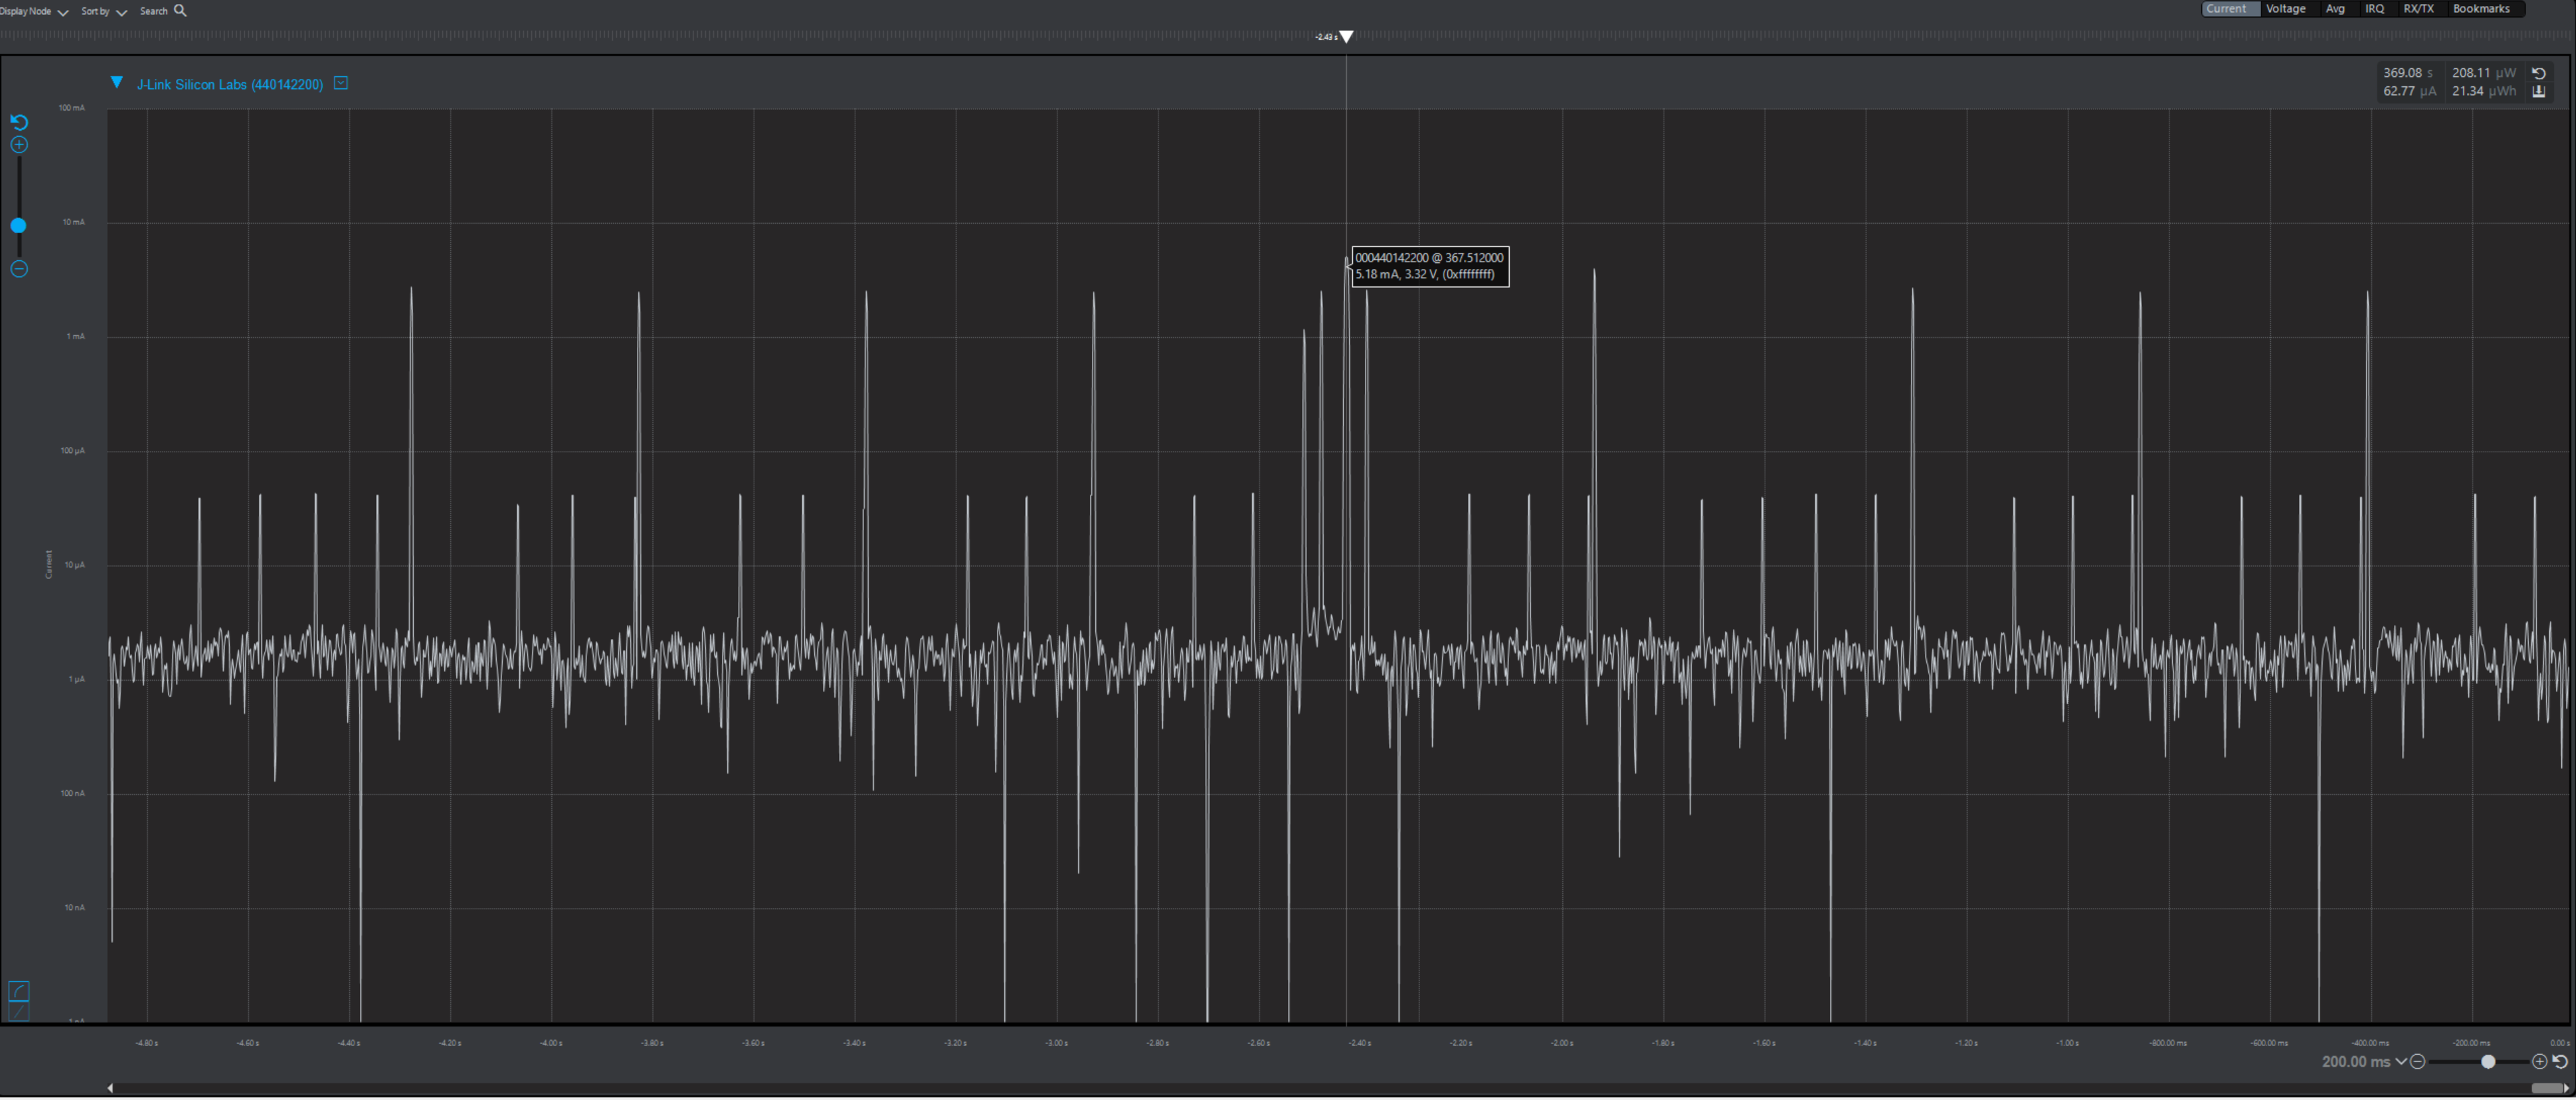 Display Node Sort by Search Current Voltage Avg IRQ RX/TX Bookmarks
-2.43 s
J-Link Silicon Labs (440142200)
369.08 s 208.11 µW
62.77 µA 21.34 µWh
100 mA
10 mA
000440142200 @ 367.512000
5.18 mA, 3.32 V, (0xffffffff)
1 mA
100 µA
Current
10 µA
1 µA
100 nA
10 nA
-4.80 s -4.60 s -4.40 s -4.20 s -4.00 s -3.80 s -3.60 s -3.40 s -3.20 s -3.00 s -2.80 s -2.60 s -2.40 s -2.20 s -2.00 s -1.80 s -1.60 s -1.40 s -1.20 s -1.00 s -800.00 ms -600.00 ms -400.00 ms -200.00 ms 0.00 s
200.00 ms